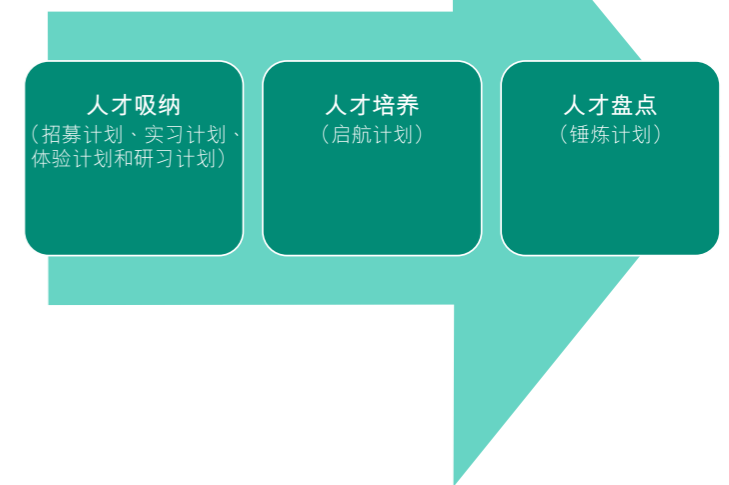 人才吸纳
（招募计划、实习计划、
体验计划和研习计划）
人才培养
（启航计划）
人才盘点
（锤炼计划）